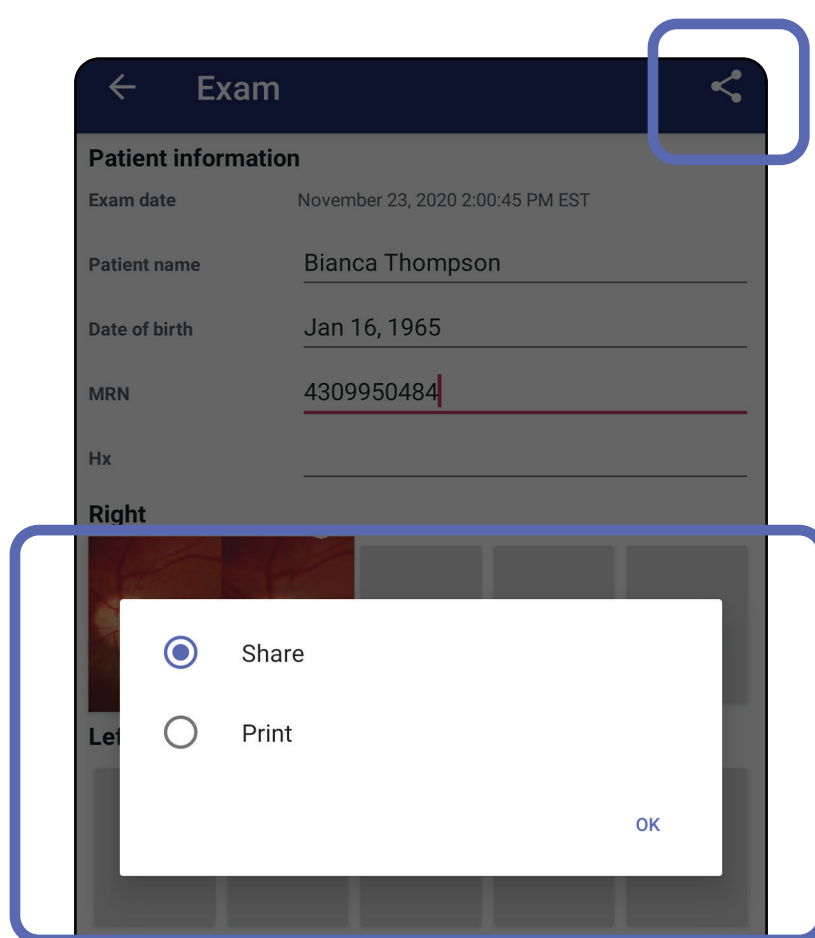 Exam
Patient information
Exam date November 23, 2020 2:00:45 PM EST
Patient name Bianca Thompson
Date of birth Jan 16, 1965
MRN 4309950484
Hx
Right
Share
Print
OK